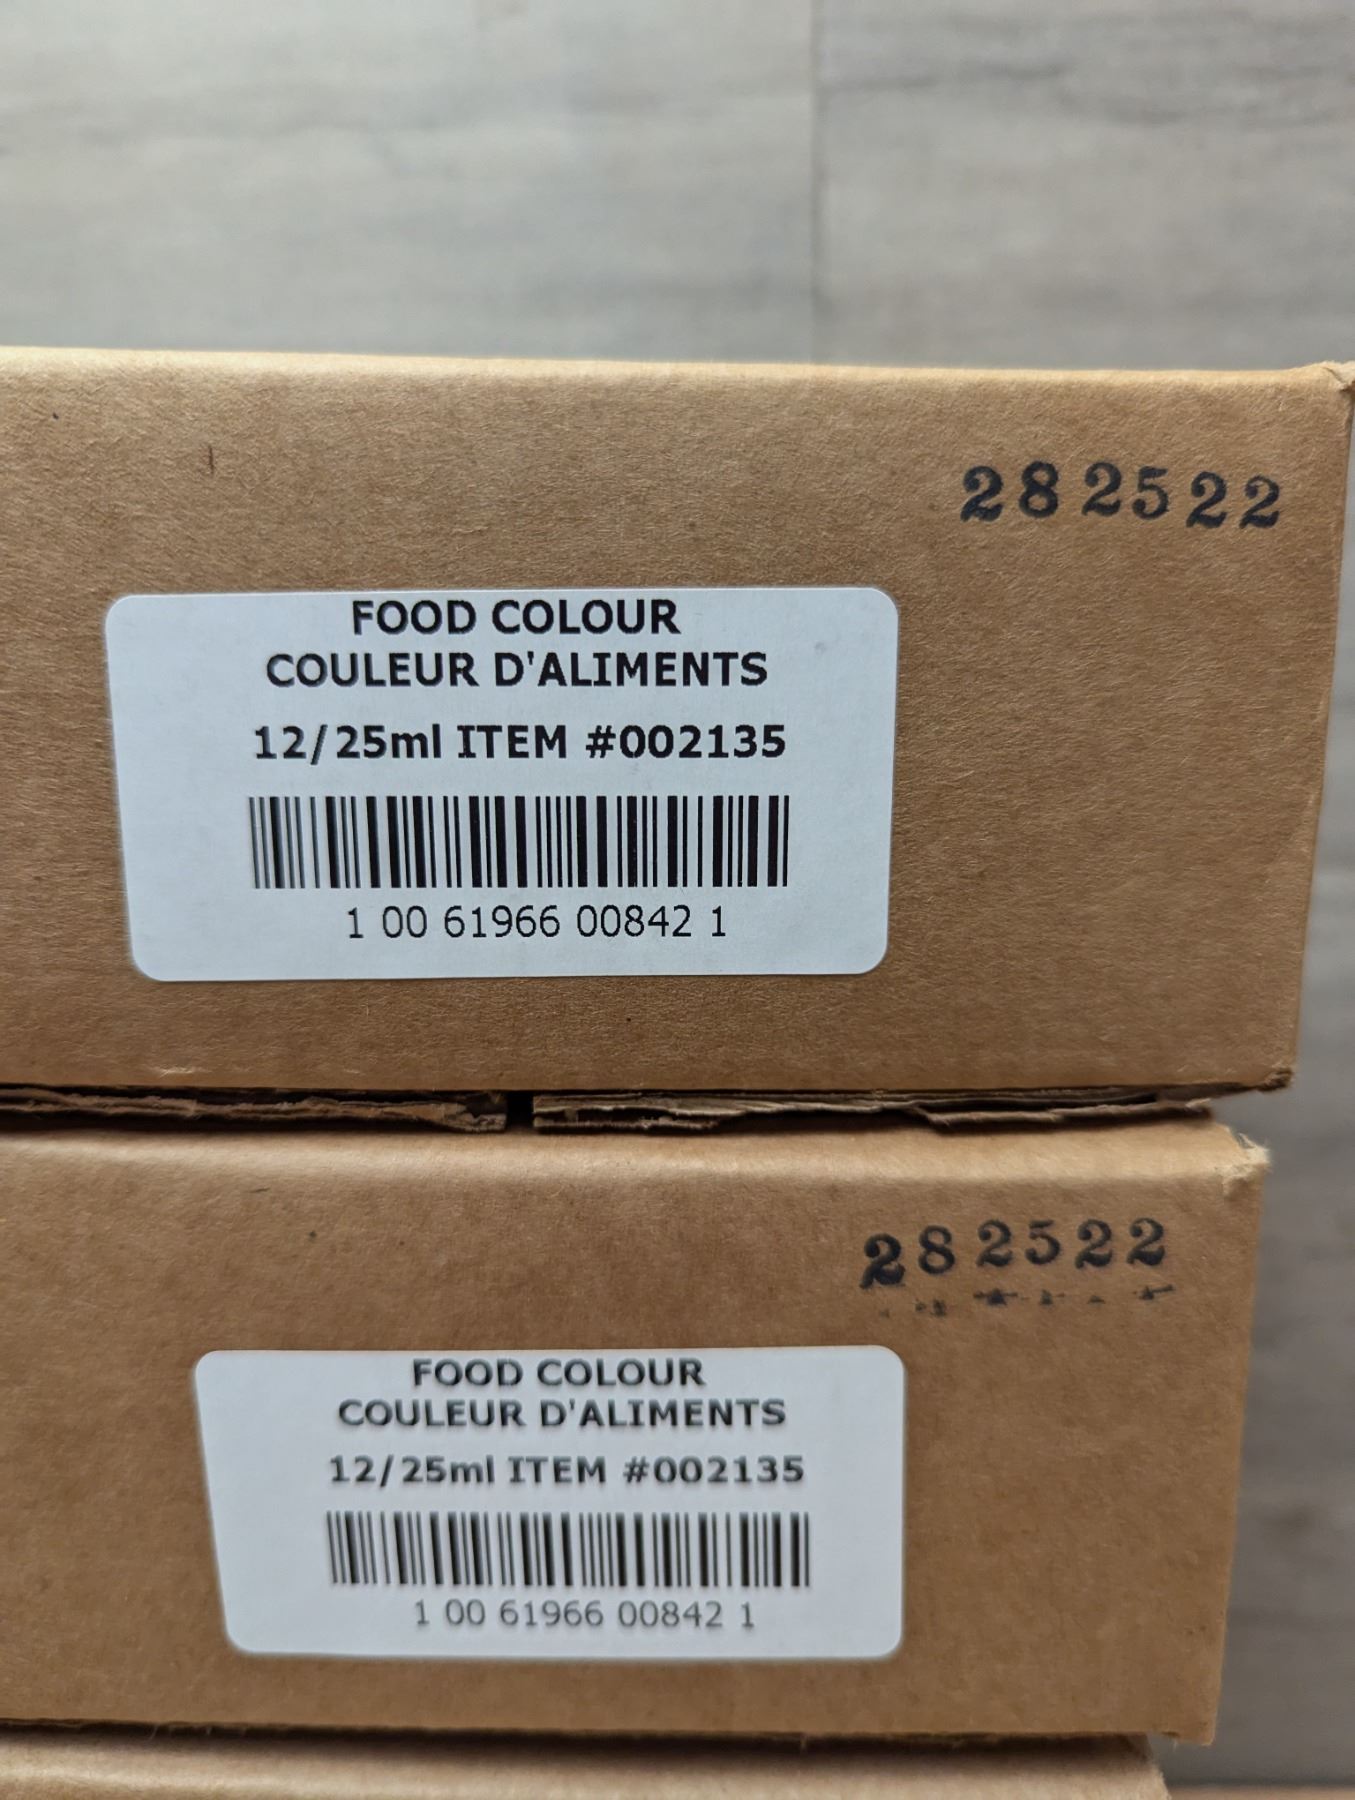 282522
FOOD COLOUR
COULEUR D'ALIMENTS
12/25ml ITEM #002135
1 00 61966 00842 1
282522
FOOD COLOUR
COULEUR D'ALIMENTS
12/25ml ITEM #002135
1 00 61966 00842 1